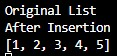 Original List
After Insertion
[1, 2, 3, 4, 5]